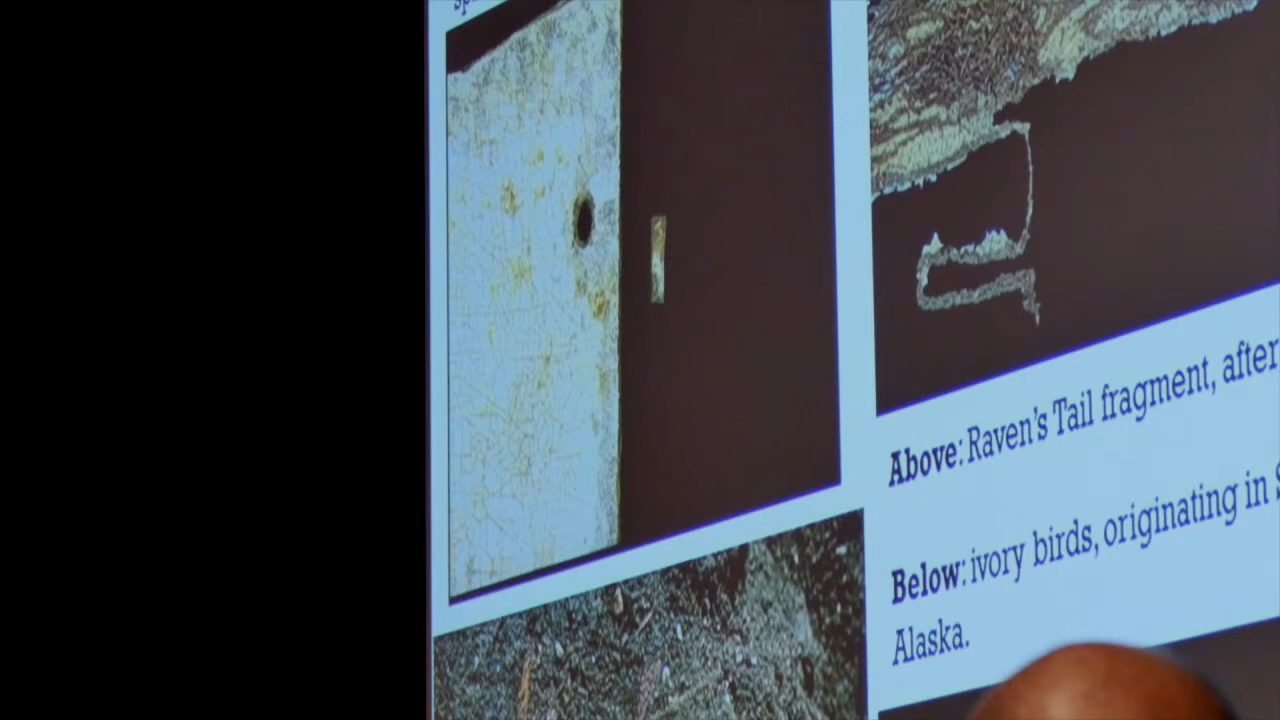 Above: Raven's Tail fragment, after
Below: ivory birds, originating in
Alaska.